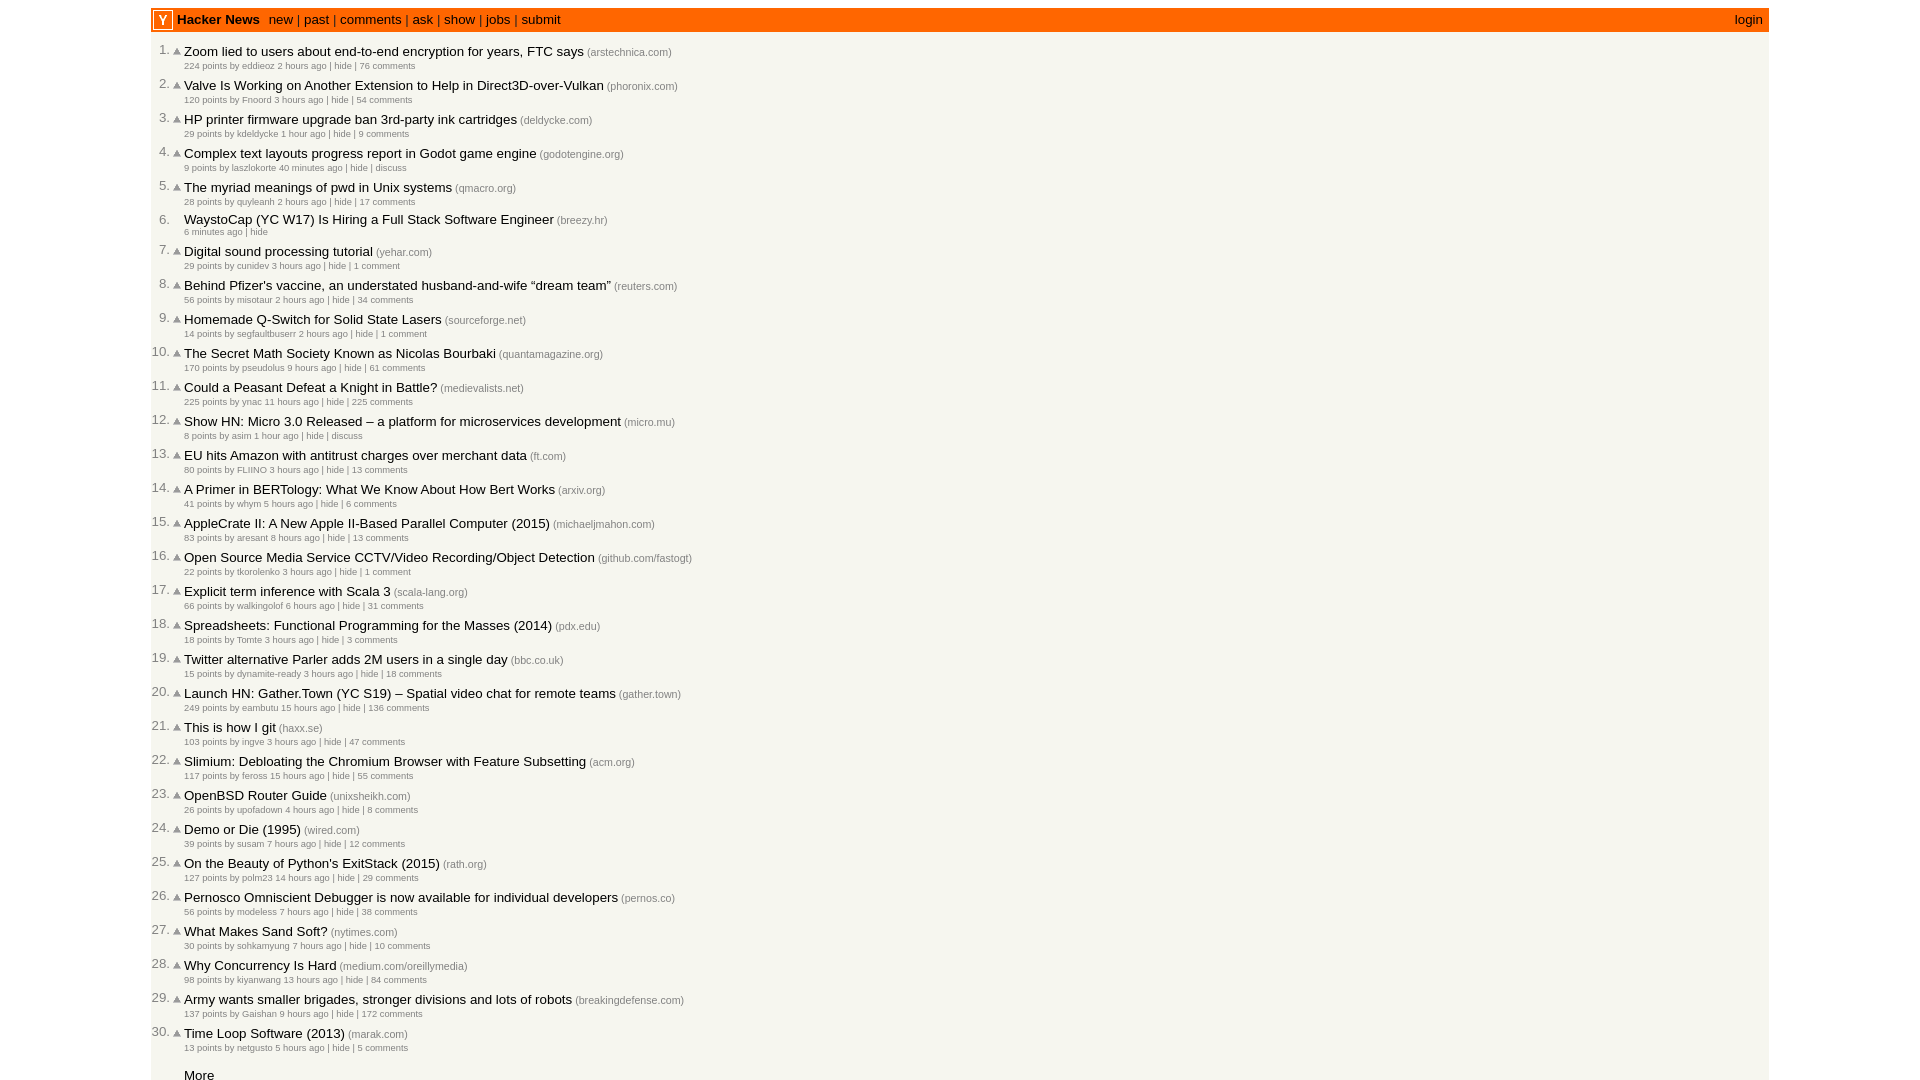 Y Hacker News new | past | comments | ask | show | jobs | submit login
1. Zoom lied to users about end-to-end encryption for years, FTC says (arstechnica.com)
224 points by eddieoz 2 hours ago | hide | 76 comments
2. Valve Is Working on Another Extension to Help in Direct3D-over-Vulkan (phoronix.com)
120 points by Fnoord 3 hours ago | hide | 54 comments
3. HP printer firmware upgrade ban 3rd-party ink cartridges (deldycke.com)
29 points by kdeldycke 1 hour ago | hide | 9 comments
4. Complex text layouts progress report in Godot game engine (godotengine.org)
9 points by laszlokorte 40 minutes ago | hide | discuss
5. The myriad meanings of pwd in Unix systems (qmacro.org)
28 points by quyleanh 2 hours ago | hide | 17 comments
6. WaystoCap (YC W17) Is Hiring a Full Stack Software Engineer (breezy.hr)
6 minutes ago | hide
7. Digital sound processing tutorial (yehar.com)
29 points by cunidev 3 hours ago | hide | 1 comment
8. Behind Pfizer's vaccine, an understated husband-and-wife “dream team” (reuters.com)
56 points by misotaur 2 hours ago | hide | 34 comments
9. Homemade Q-Switch for Solid State Lasers (sourceforge.net)
14 points by segfaultbuserr 2 hours ago | hide | 1 comment
10. The Secret Math Society Known as Nicolas Bourbaki (quantamagazine.org)
170 points by pseudolus 9 hours ago | hide | 61 comments
11. Could a Peasant Defeat a Knight in Battle? (medievalists.net)
225 points by ynac 11 hours ago | hide | 225 comments
12. Show HN: Micro 3.0 Released – a platform for microservices development (micro.mu)
8 points by asim 1 hour ago | hide | discuss
13. EU hits Amazon with antitrust charges over merchant data (ft.com)
80 points by FLIINO 3 hours ago | hide | 13 comments
14. A Primer in BERTology: What We Know About How Bert Works (arxiv.org)
41 points by whym 5 hours ago | hide | 6 comments
15. AppleCrate II: A New Apple II-Based Parallel Computer (2015) (michaeljmahon.com)
83 points by aresant 8 hours ago | hide | 13 comments
16. Open Source Media Service CCTV/Video Recording/Object Detection (github.com/fastogt)
22 points by tkorolenko 3 hours ago | hide | 1 comment
17. Explicit term inference with Scala 3 (scala-lang.org)
66 points by walkingolof 6 hours ago | hide | 31 comments
18. Spreadsheets: Functional Programming for the Masses (2014) (pdx.edu)
18 points by Tomte 3 hours ago | hide | 3 comments
19. Twitter alternative Parler adds 2M users in a single day (bbc.co.uk)
15 points by dynamite-ready 3 hours ago | hide | 18 comments
20. Launch HN: Gather.Town (YC S19) – Spatial video chat for remote teams (gather.town)
249 points by eambutu 15 hours ago | hide | 136 comments
21. This is how I git (haxx.se)
103 points by ingve 3 hours ago | hide | 47 comments
22. Slimium: Debloating the Chromium Browser with Feature Subsetting (acm.org)
117 points by feross 15 hours ago | hide | 55 comments
23. OpenBSD Router Guide (unixsheikh.com)
26 points by upofadown 4 hours ago | hide | 8 comments
24. Demo or Die (1995) (wired.com)
39 points by susam 7 hours ago | hide | 12 comments
25. On the Beauty of Python's ExitStack (2015) (rath.org)
127 points by polm23 14 hours ago | hide | 29 comments
26. Pernosco Omniscient Debugger is now available for individual developers (pernos.co)
56 points by modeless 7 hours ago | hide | 38 comments
27. What Makes Sand Soft? (nytimes.com)
30 points by sohkamyung 7 hours ago | hide | 10 comments
28. Why Concurrency Is Hard (medium.com/oreillymedia)
98 points by kiyanwang 13 hours ago | hide | 84 comments
29. Army wants smaller brigades, stronger divisions and lots of robots (breakingdefense.com)
137 points by Gaishan 9 hours ago | hide | 172 comments
30. Time Loop Software (2013) (marak.com)
13 points by netgusto 5 hours ago | hide | 5 comments
More